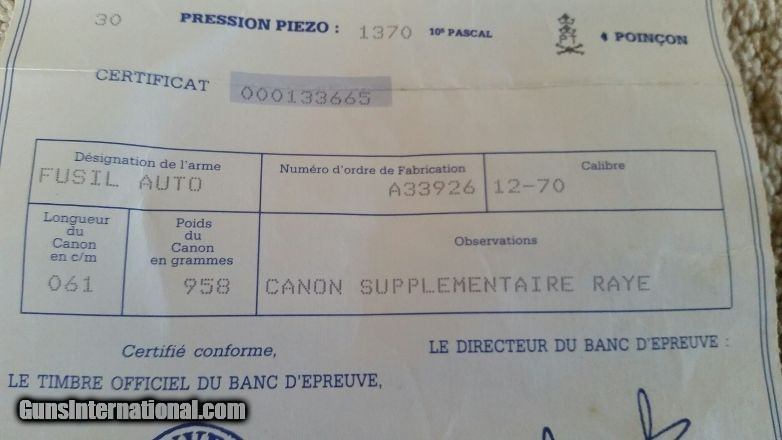 30 PRESSION PIEZO : 1370 10⁵ PASCAL POINÇON
CERTIFICAT 000133665
Désignation de l'arme Numéro d'ordre de Fabrication Calibre
FUSIL AUTO A33926 12-70
Longueur du Canon en c/m
Poids du Canon en grammes
Observations
061 958 CANON SUPPLEMENTAIRE RAYE
Certifié conforme, LE DIRECTEUR DU BANC D'EPREUVE :
LE TIMBRE OFFICIEL DU BANC D'EPREUVE,
GunsInternational.com